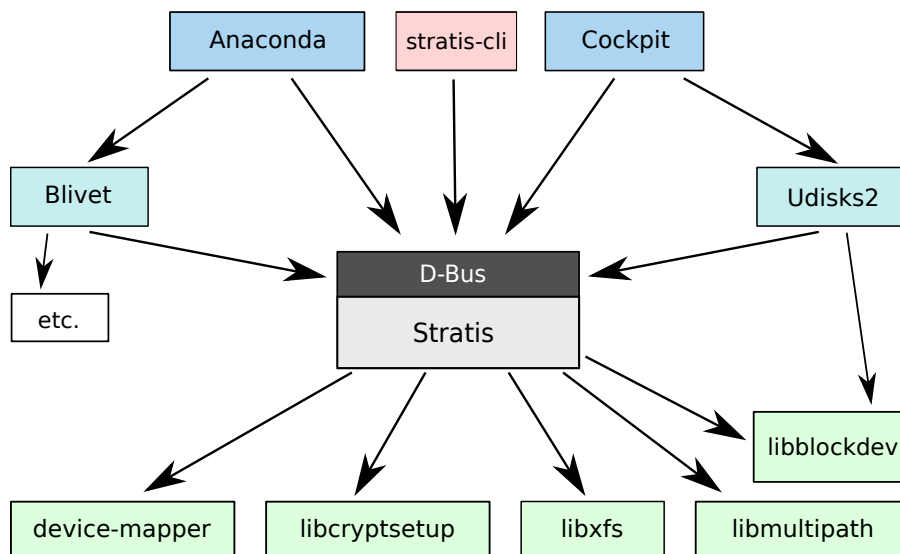 Anaconda
stratis-cli
Cockpit
Blivet
Udisks2
D-Bus
etc.
Stratis
libblockdev
device-mapper
libcryptsetup
libxfs
libmultipath